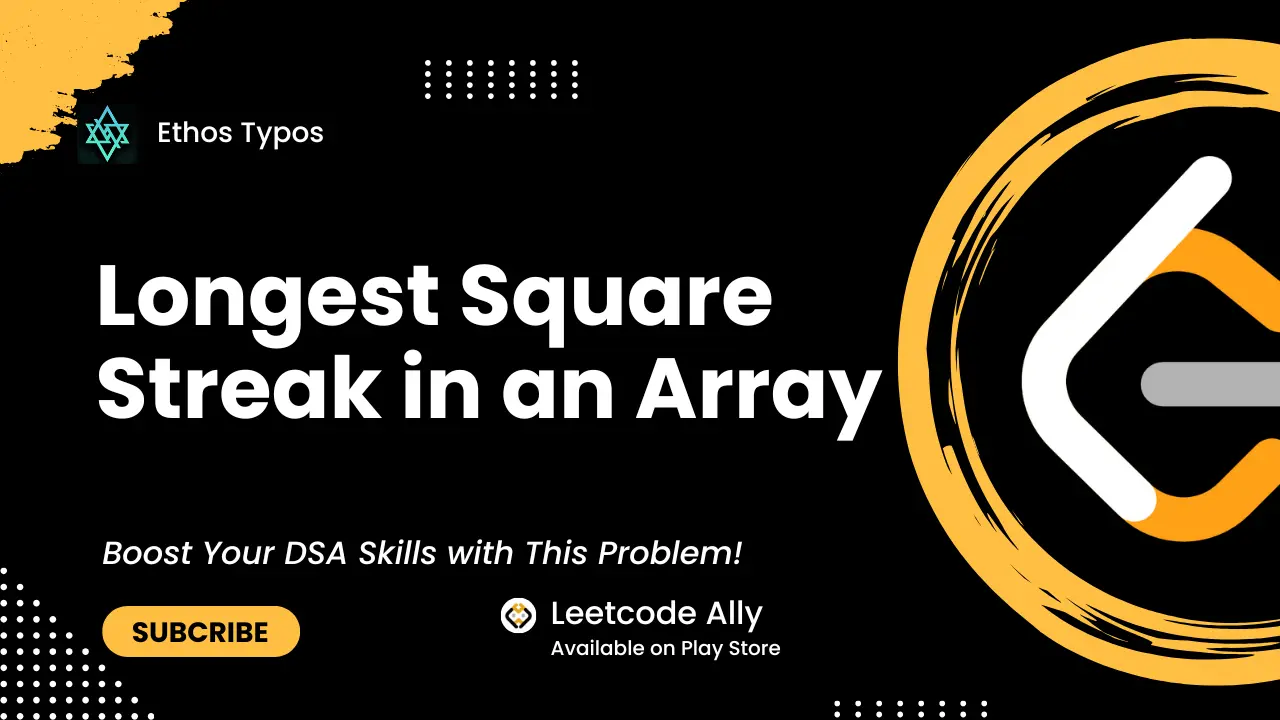 Ethos Typos
Longest Square
Streak in an Array
Boost Your DSA Skills with This Problem!
SUBCRIBE
Leetcode Ally
Available on Play Store